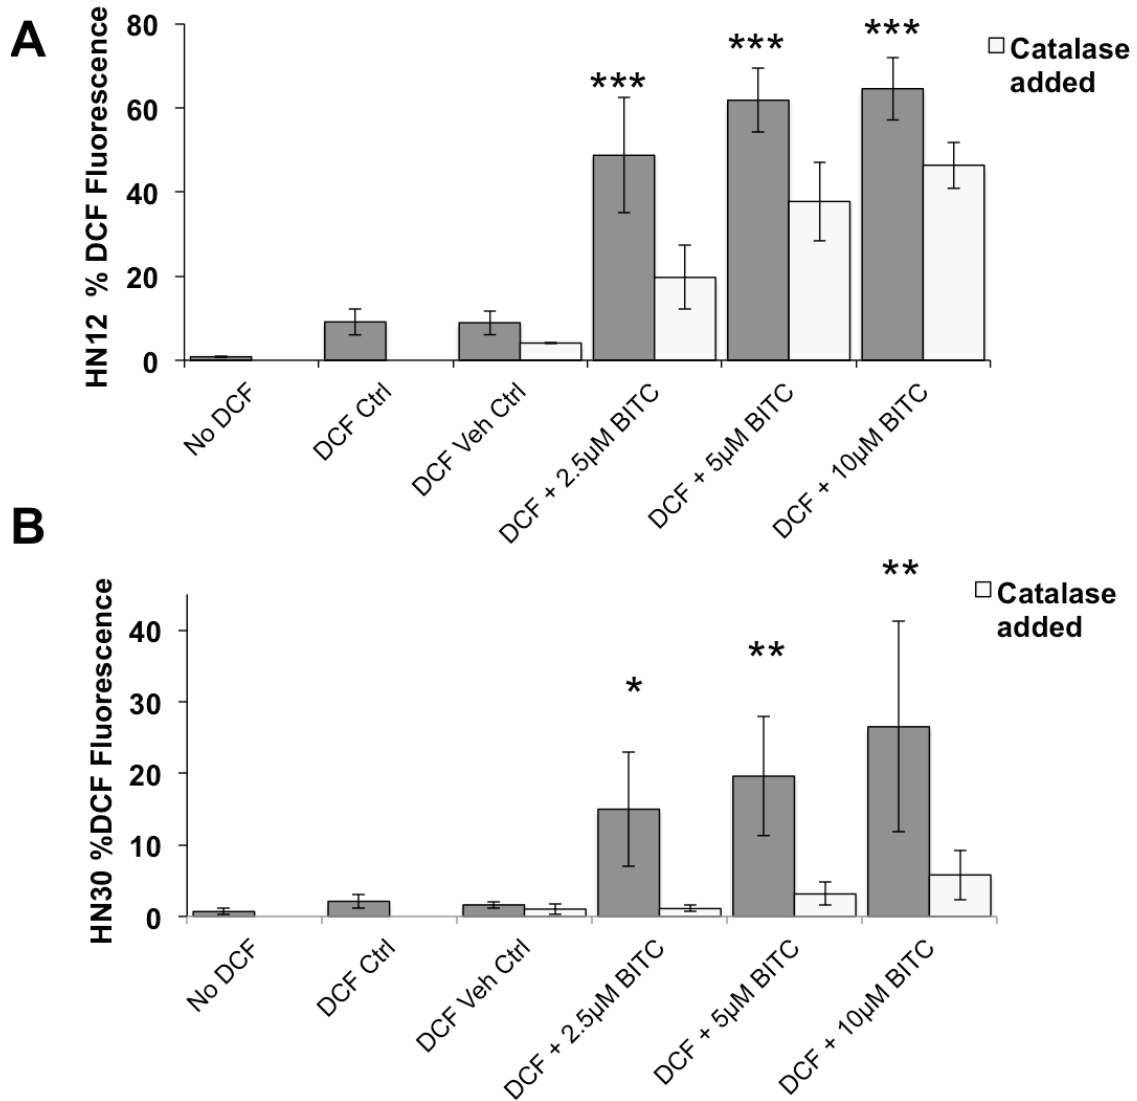 A
HN12 % DCF Fluorescence
80
60
40
20
0
***
***
***
Catalase
added
No DCF
DCF Ctrl
DCF Veh Ctrl
DCF + 2.5µM BITC
DCF + 5µM BITC
DCF + 10µM BITC
B
HN30 %DCF Fluorescence
40
30
20
10
0
*
**
**
Catalase
added
No DCF
DCF Ctrl
DCF Veh Ctrl
DCF + 2.5µM BITC
DCF + 5µM BITC
DCF + 10µM BITC